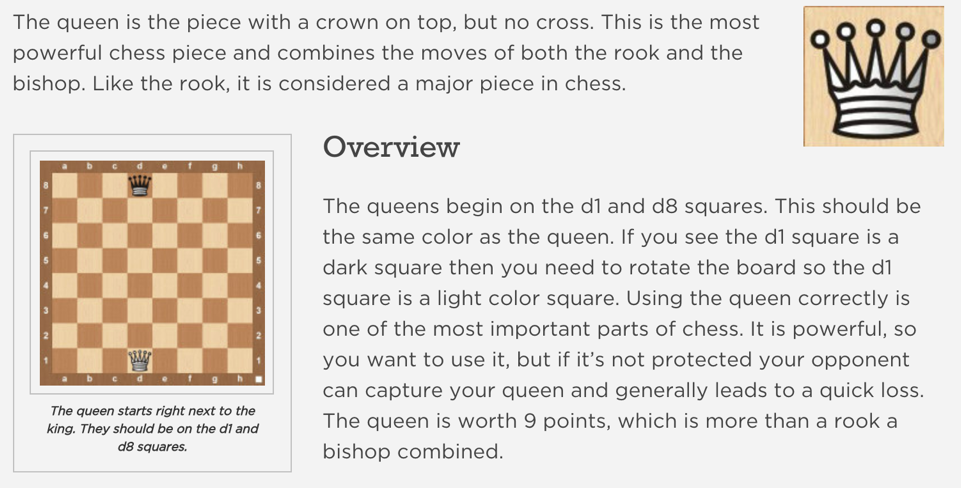 The queen is the piece with a crown on top, but no cross. This is the most
powerful chess piece and combines the moves of both the rook and the
bishop. Like the rook, it is considered a major piece in chess.
a b c d e f g h
8 8
7 7
6 6
5 5
4 4
3 3
2 2
1 1
a b c d e f g h
The queen starts right next to the
king. They should be on the d1 and
d8 squares.
Overview
The queens begin on the d1 and d8 squares. This should be
the same color as the queen. If you see the d1 square is a
dark square then you need to rotate the board so the d1
square is a light color square. Using the queen correctly is
one of the most important parts of chess. It is powerful, so
you want to use it, but if it’s not protected your opponent
can capture your queen and generally leads to a quick loss.
The queen is worth 9 points, which is more than a rook a
bishop combined.